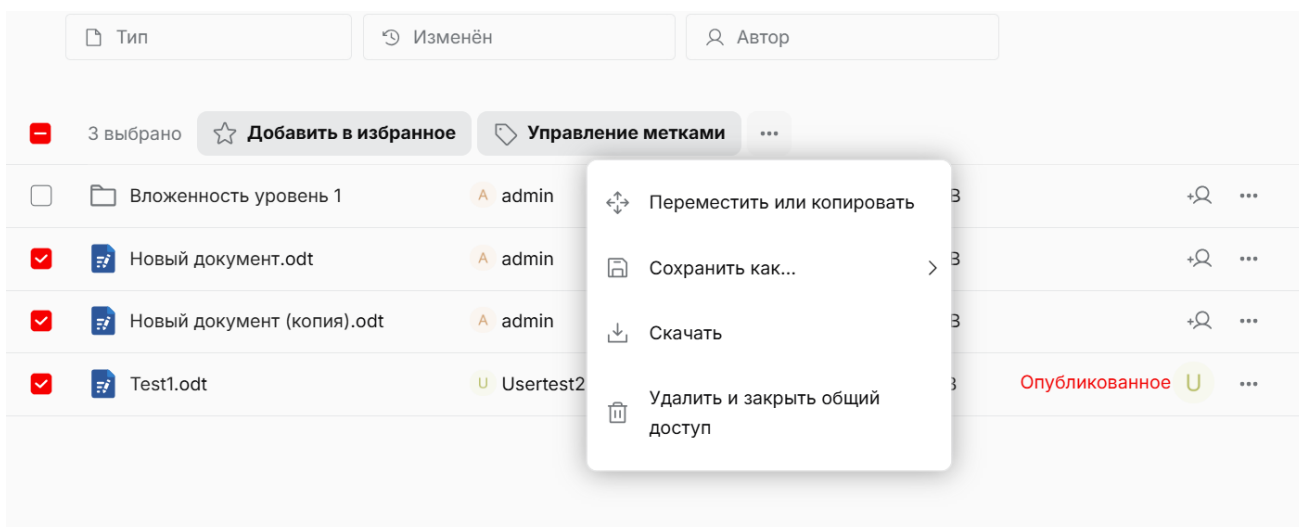 Тип
Изменён
Автор
3 выбрано
Добавить в избранное
Управление метками
Вложенность уровень 1
A admin
B
Новый документ.odt
A admin
B
Новый документ (копия).odt
A admin
B
Test1.odt
U Usertest2
Опубликованное U
Переместить или копировать
Сохранить как...
Скачать
Удалить и закрыть общий
доступ